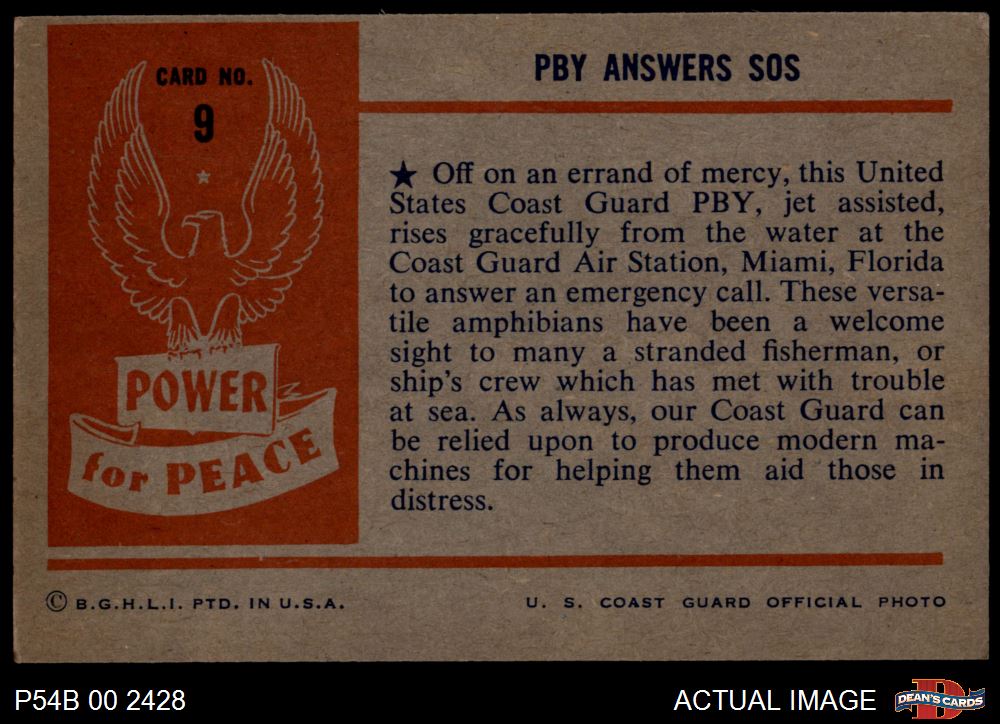 CARD NO.
9
POWER
for PEACE
PBY ANSWERS SOS
★ Off on an errand of mercy, this United
States Coast Guard PBY, jet assisted,
rises gracefully from the water at the
Coast Guard Air Station, Miami, Florida
to answer an emergency call. These versa-
tile amphibians have been a welcome
sight to many a stranded fisherman, or
ship's crew which has met with trouble
at sea. As always, our Coast Guard can
be relied upon to produce modern ma-
chines for helping them aid those in
distress.
© B.G.H.L.I. PTD. IN U.S.A.
U. S. COAST GUARD OFFICIAL PHOTO
P54B 00 2428
ACTUAL IMAGE
D
DEAN'S CARDS